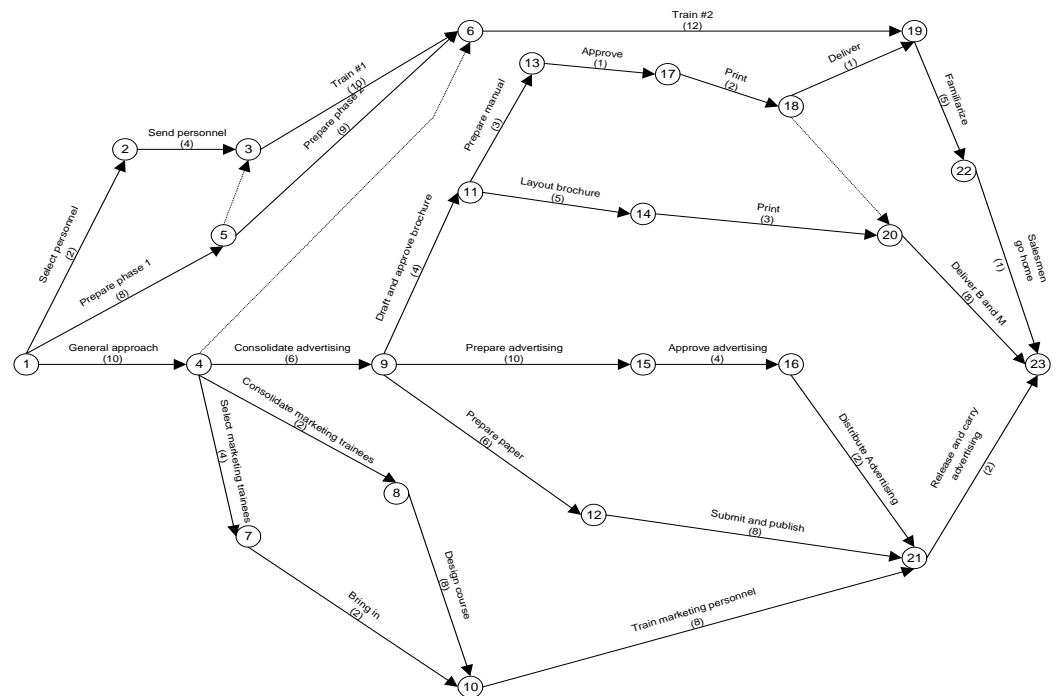 Train #2
(12)
6
19
Approve
(1)
13
17
Print
(2)
Deliver
(1)
18
Train #1
(10)
Prepare phase 2
(9)
Familiarize
(5)
Prepare manual
(3)
Send personnel
(4)
2
3
22
Layout brochure
(5)
11
14
Print
(3)
20
Select personnel
(2)
5
Prepare phase 1
(8)
Draft and approve brochure
(4)
Salesmen
go home
(1)
Deliver B and M
(8)
General approach
(10)
1
4
Consolidate advertising
(6)
9
Prepare advertising
(10)
15
Approve advertising
(4)
16
23
Consolidate marketing trainees
(2)
Select marketing trainees
(4)
Prepare paper
(6)
Distribute Advertising
(2)
Release and carry
advertising
(2)
8
12
7
Submit and publish
(8)
21
Design course
(8)
Bring in
(2)
Train marketing personnel
(8)
10